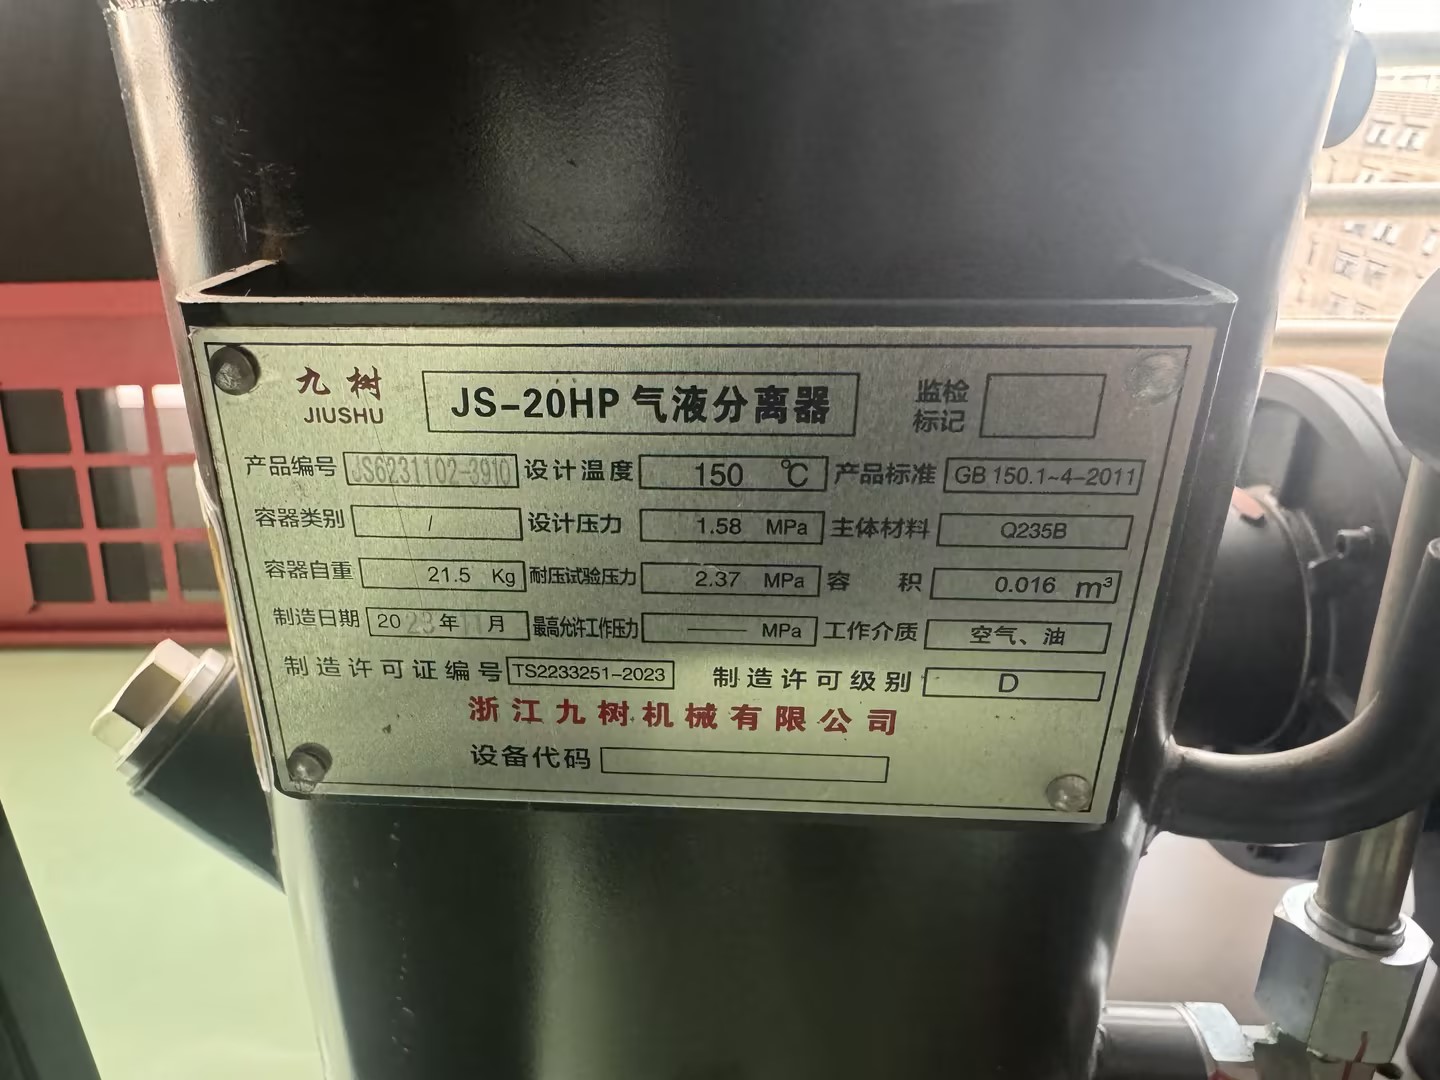 九树
JIUSHU
JS-20HP 气液分离器
监检
标记
产品编号 JS6231102-3910 设计温度 150 ℃ 产品标准 GB 150.1~4-2011
容器类别 / 设计压力 1.58 MPa 主体材料 Q235B
容器自重 21.5 Kg 耐压试验压力 2.37 MPa 容 积 0.016 m³
制造日期 2023年11月 最高允许工作压力 —— MPa 工作介质 空气、油
制造许可证编号 TS2233251-2023 制造许可级别 D
浙江九树机械有限公司
设备代码